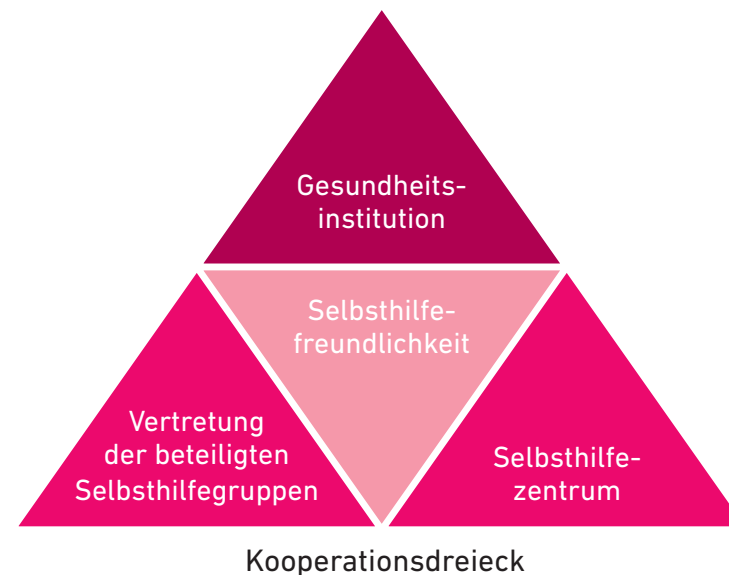 Gesundheits-
institution
Selbsthilfe-
freundlichkeit
Vertretung
der beteiligten
Selbsthilfegruppen
Selbsthilfe-
zentrum
Kooperationsdreieck